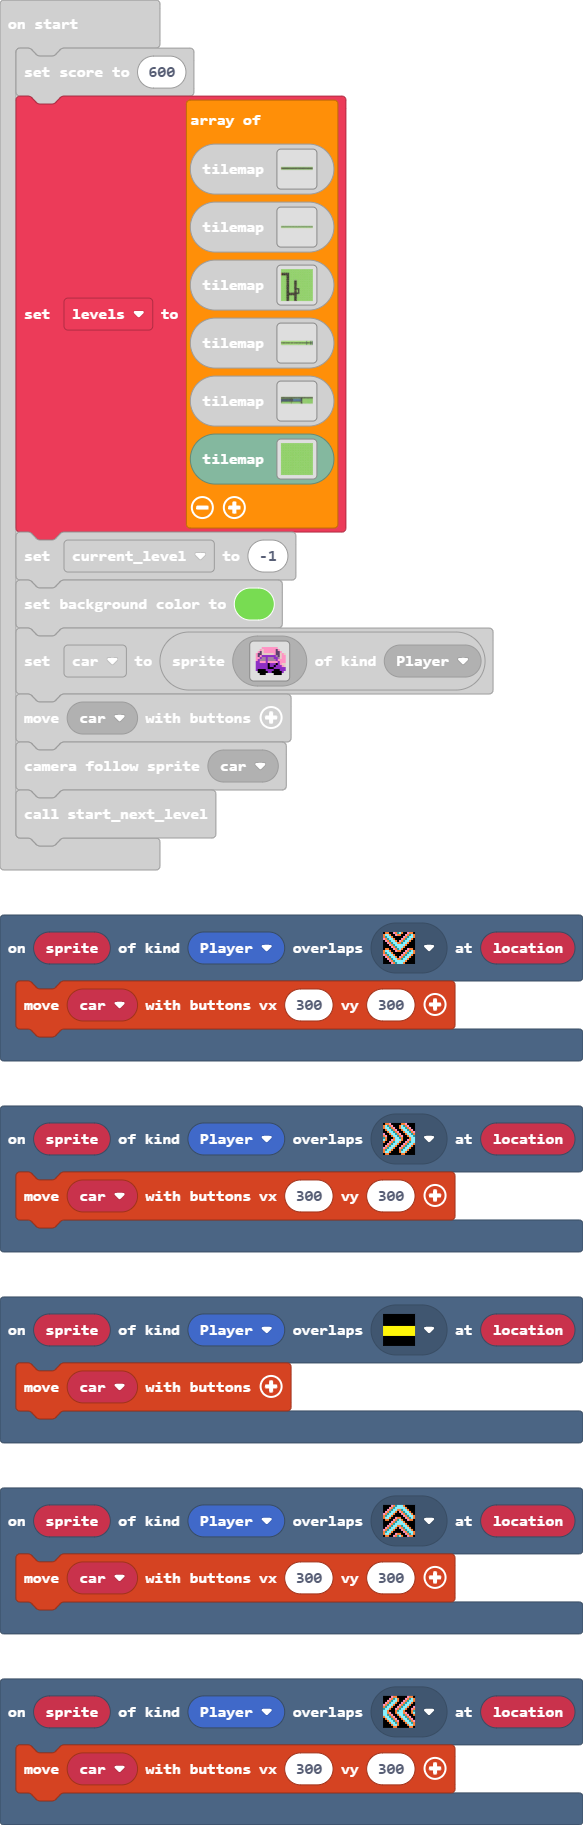 on start
set score to 600
array of
tilemap
tilemap
tilemap
set levels to
tilemap
tilemap
tilemap
set current_level to -1
set background color to
set car to sprite of kind Player
move car with buttons
camera follow sprite car
call start_next_level
on sprite of kind Player overlaps at location
move car with buttons vx 300 vy 300
on sprite of kind Player overlaps at location
move car with buttons vx 300 vy 300
on sprite of kind Player overlaps at location
move car with buttons
on sprite of kind Player overlaps at location
move car with buttons vx 300 vy 300
on sprite of kind Player overlaps at location
move car with buttons vx 300 vy 300